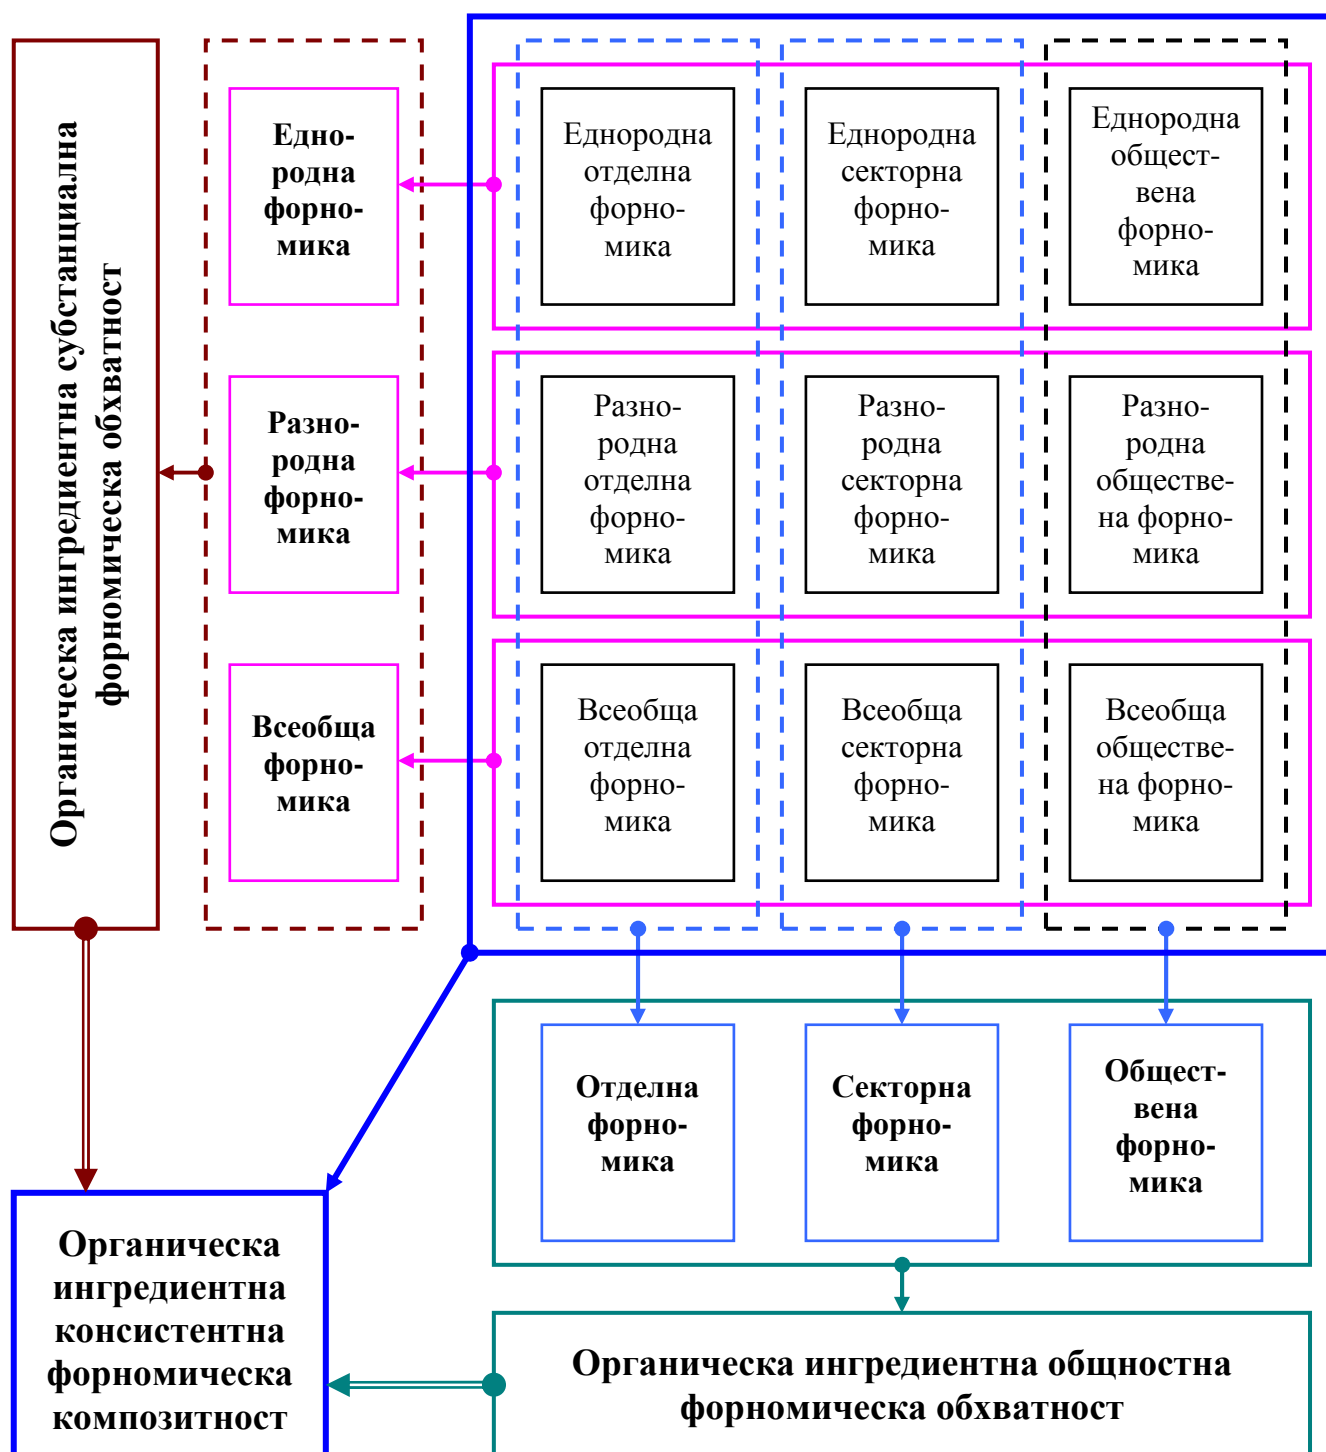 Органическа ингредиентна субстанциална
форномическа обхватност
Едно-
родна
форно-
мика
Еднородна
отделна
форно-
мика
Еднородна
секторна
форно-
мика
Еднородна
общест-
вена
форно-
мика
Разно-
родна
форно-
мика
Разно-
родна
отделна
форно-
мика
Разно-
родна
секторна
форно-
мика
Разно-
родна
обществе-
на форно-
мика
Всеобща
форно-
мика
Всеобща
отделна
форно-
мика
Всеобща
секторна
форно-
мика
Всеобща
обществе-
на форно-
мика
Отделна
форно-
мика
Секторна
форно-
мика
Общест-
вена
форно-
мика
Органическа
ингредиентна
консистентна
форномическа
композитност
Органическа ингредиентна общностна
форномическа обхватност